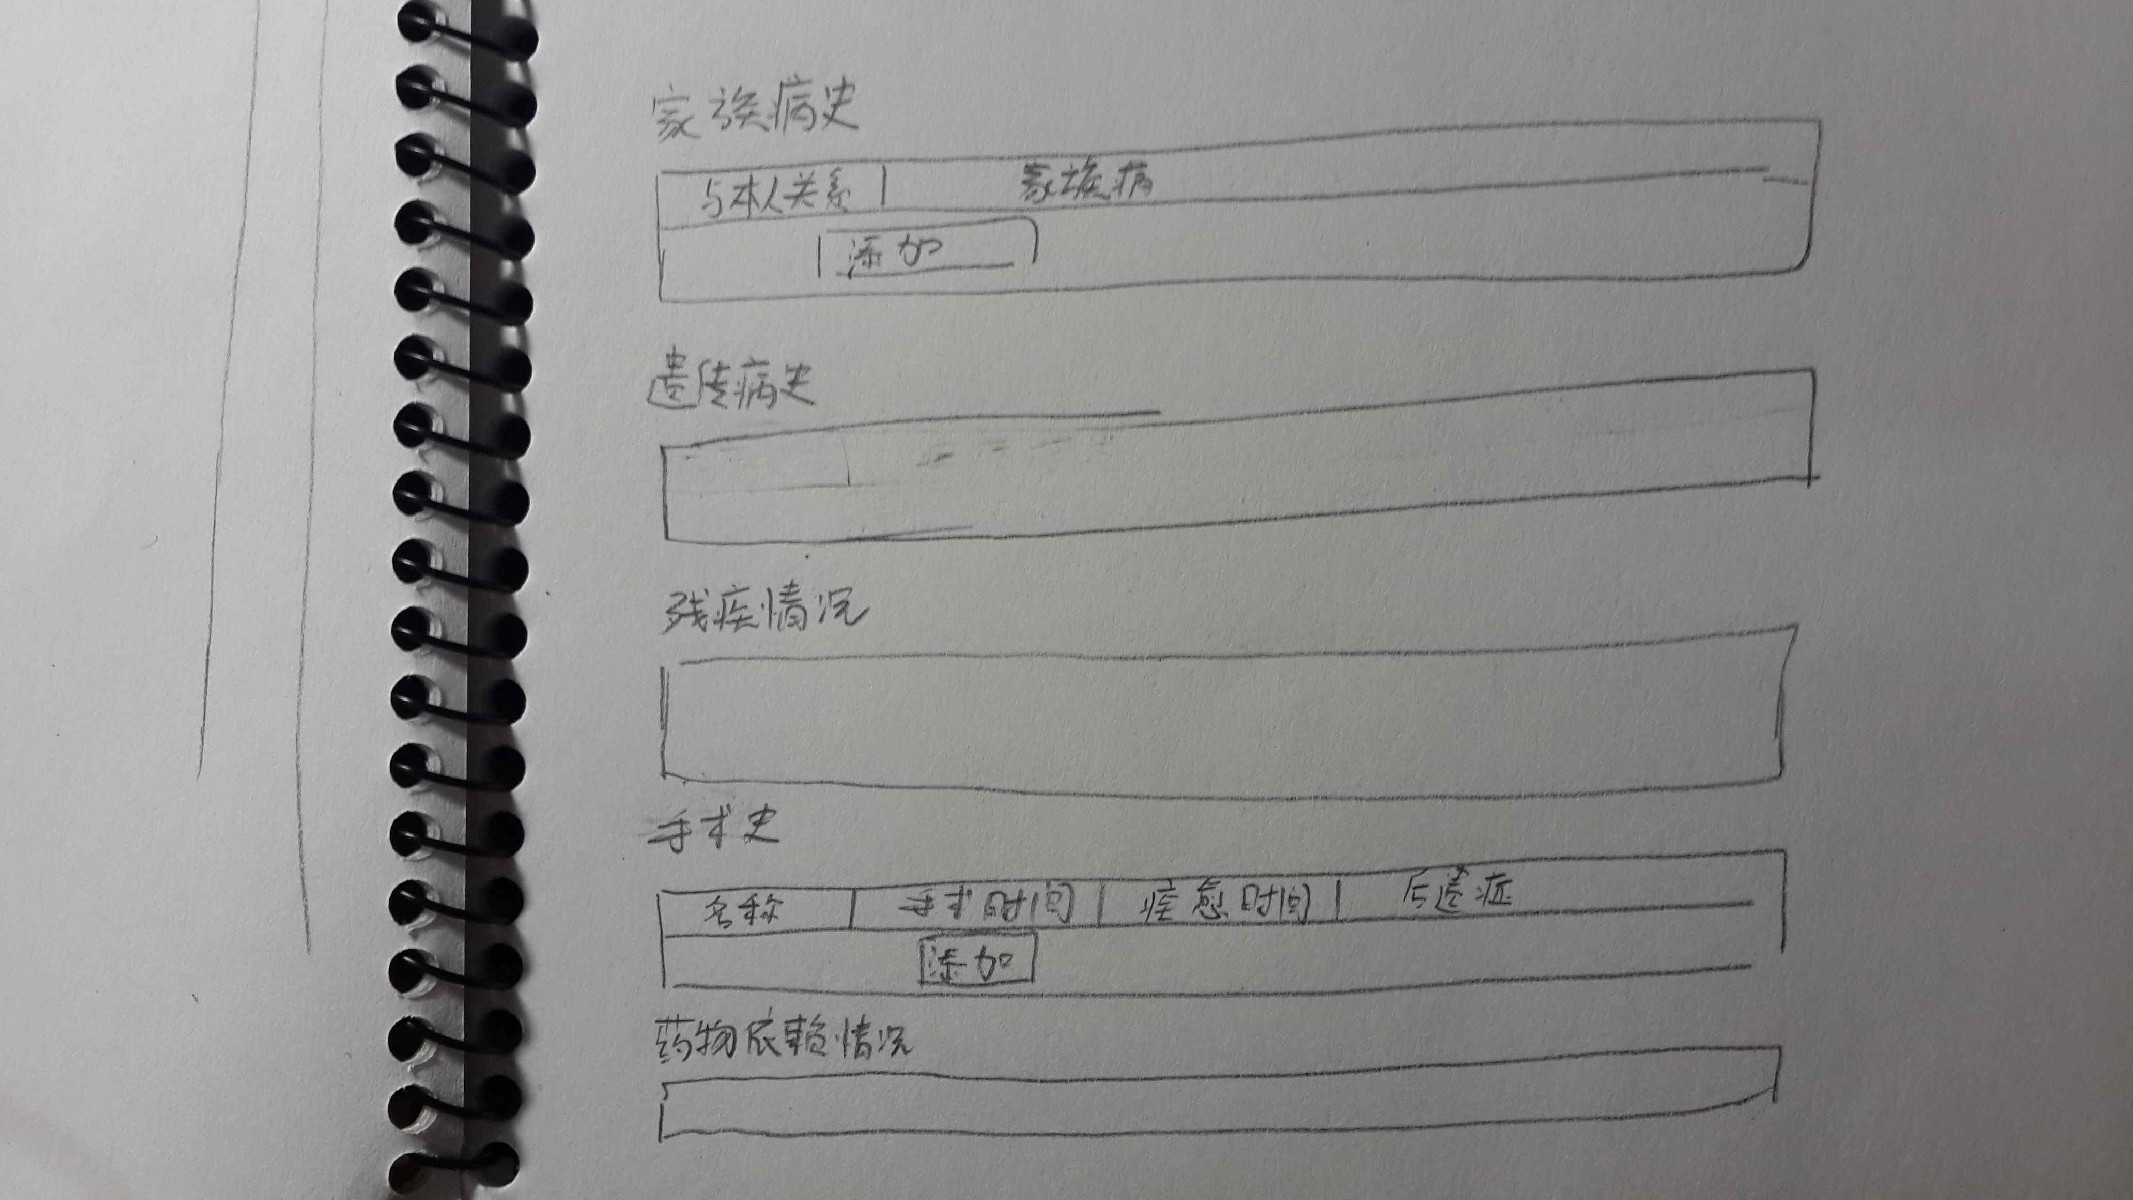 家族病史
与本人关系 家族病
添加
遗传病史
残疾情况
手术史
名称 手术时间 痊愈时间 后遗症
添加
药物依赖情况